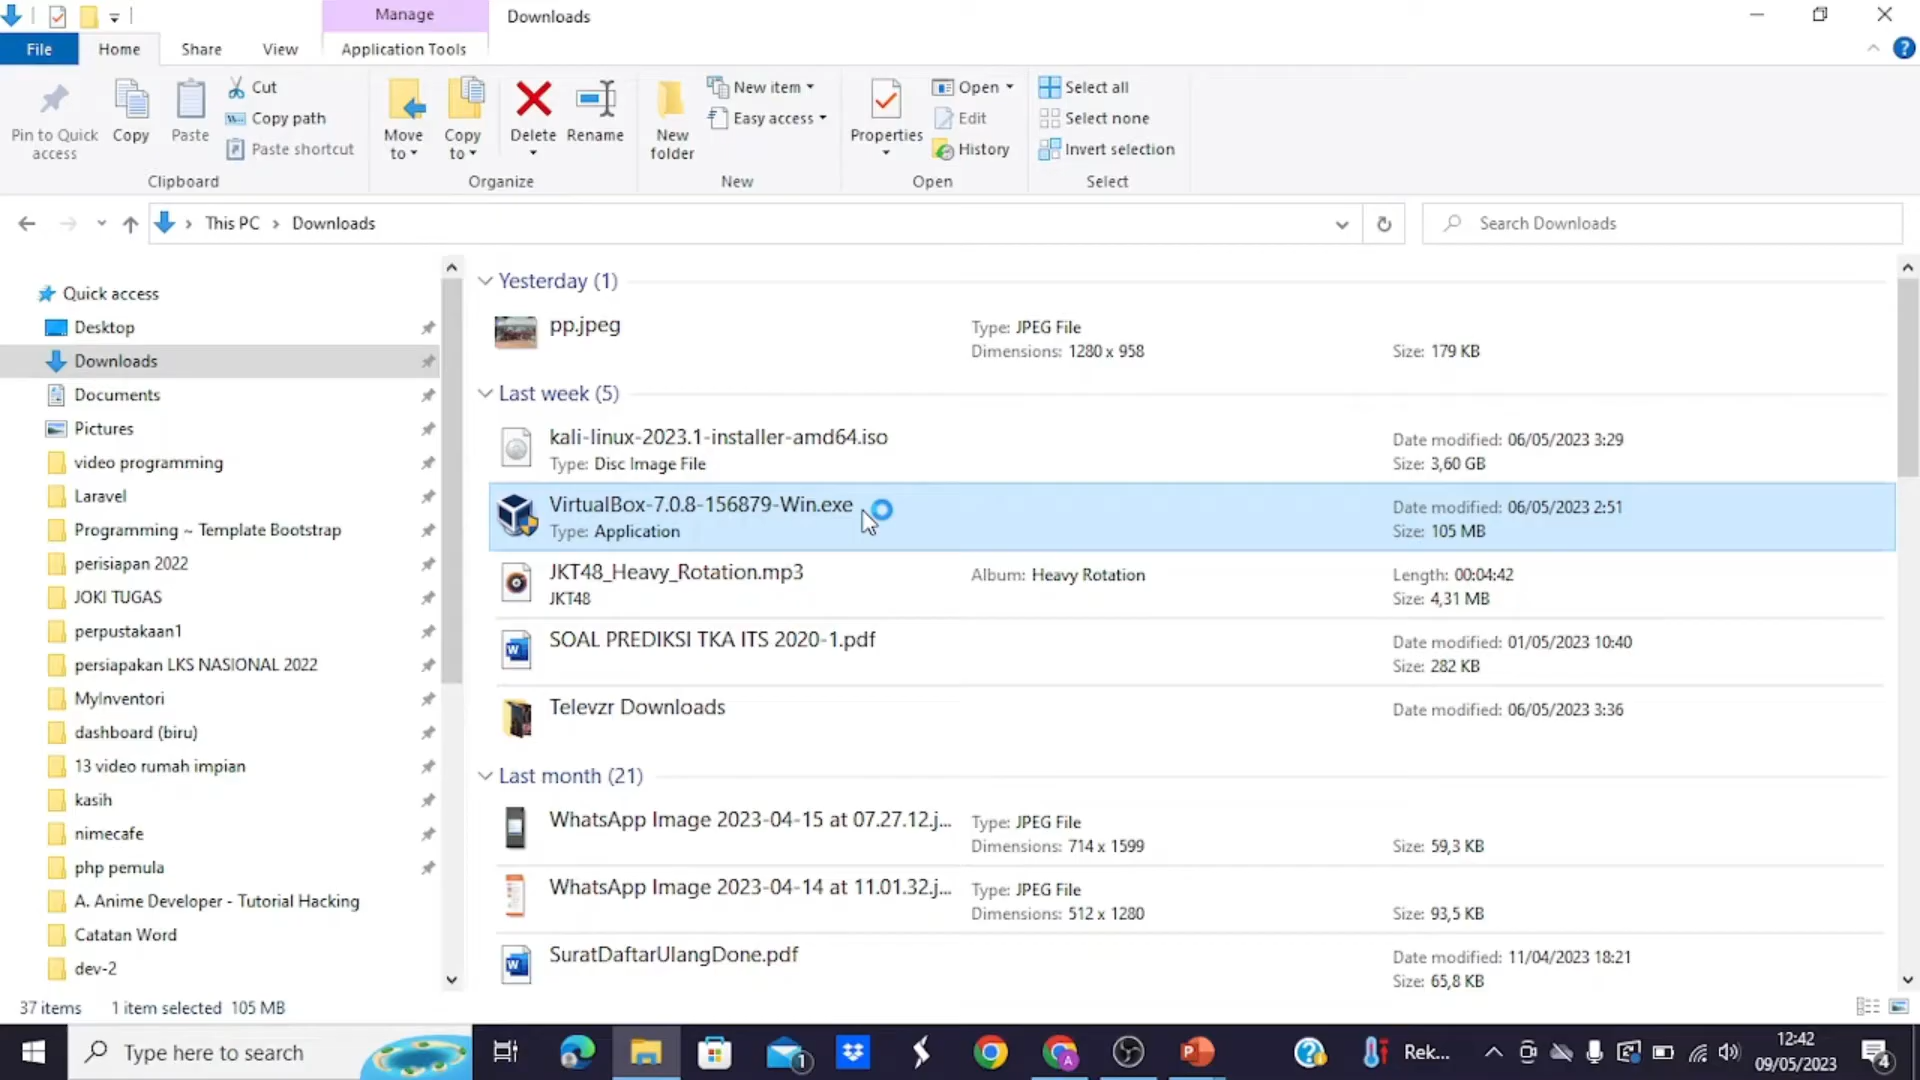 Manage
Downloads
File
Home
Share
View
Application Tools
Pin to Quick access
Copy
Paste
Cut
Copy path
Paste shortcut
Clipboard
Move to
Copy to
Delete
Rename
Organize
New folder
New item
Easy access
New
Properties
Open
Edit
History
Open
Select all
Select none
Invert selection
Select
This PC
Downloads
Search Downloads
Quick access
Desktop
Downloads
Documents
Pictures
video programming
Laravel
Programming ~ Template Bootstrap
perisiapan 2022
JOKI TUGAS
perpustakaan1
persiapakan LKS NASIONAL 2022
MyInventori
dashboard (biru)
13 video rumah impian
kasih
nimecafe
php pemula
A. Anime Developer - Tutorial Hacking
Catatan Word
dev-2
Yesterday (1)
pp.jpeg
Type: JPEG File
Dimensions: 1280 x 958
Size: 179 KB
Last week (5)
kali-linux-2023.1-installer-amd64.iso
Type: Disc Image File
Date modified: 06/05/2023 3:29
Size: 3,60 GB
VirtualBox-7.0.8-156879-Win.exe
Type: Application
Date modified: 06/05/2023 2:51
Size: 105 MB
JKT48_Heavy_Rotation.mp3
JKT48
Album: Heavy Rotation
Length: 00:04:42
Size: 4,31 MB
SOAL PREDIKSI TKA ITS 2020-1.pdf
Date modified: 01/05/2023 10:40
Size: 282 KB
Televzr Downloads
Date modified: 06/05/2023 3:36
Last month (21)
WhatsApp Image 2023-04-15 at 07.27.12.j...
Type: JPEG File
Dimensions: 714 x 1599
Size: 59,3 KB
WhatsApp Image 2023-04-14 at 11.01.32.j...
Type: JPEG File
Dimensions: 512 x 1280
Size: 93,5 KB
SuratDaftarUlangDone.pdf
Date modified: 11/04/2023 18:21
Size: 65,8 KB
37 items
1 item selected 105 MB
Type here to search
1
A
P
Rek...
12:42
09/05/2023
4